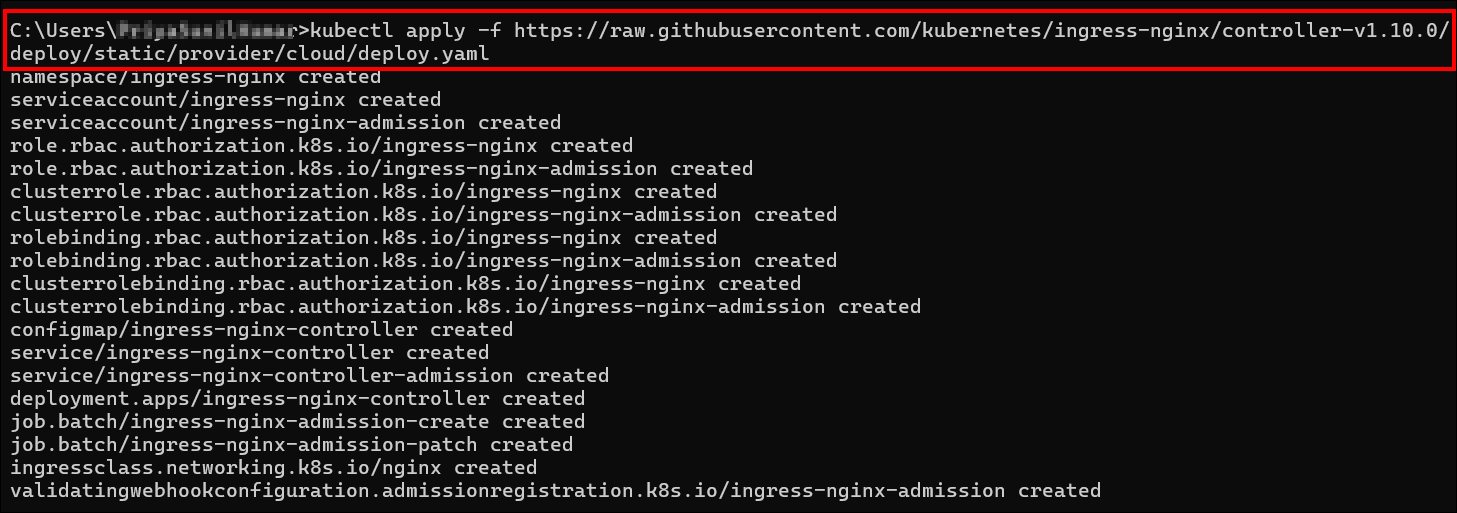 C:\Users\>kubectl apply -f https://raw.githubusercontent.com/kubernetes/ingress-nginx/controller-v1.10.0/
deploy/static/provider/cloud/deploy.yaml
namespace/ingress-nginx created
serviceaccount/ingress-nginx created
serviceaccount/ingress-nginx-admission created
role.rbac.authorization.k8s.io/ingress-nginx created
role.rbac.authorization.k8s.io/ingress-nginx-admission created
clusterrole.rbac.authorization.k8s.io/ingress-nginx created
clusterrole.rbac.authorization.k8s.io/ingress-nginx-admission created
rolebinding.rbac.authorization.k8s.io/ingress-nginx created
rolebinding.rbac.authorization.k8s.io/ingress-nginx-admission created
clusterrolebinding.rbac.authorization.k8s.io/ingress-nginx created
clusterrolebinding.rbac.authorization.k8s.io/ingress-nginx-admission created
configmap/ingress-nginx-controller created
service/ingress-nginx-controller created
service/ingress-nginx-controller-admission created
deployment.apps/ingress-nginx-controller created
job.batch/ingress-nginx-admission-create created
job.batch/ingress-nginx-admission-patch created
ingressclass.networking.k8s.io/nginx created
validatingwebhookconfiguration.admissionregistration.k8s.io/ingress-nginx-admission created